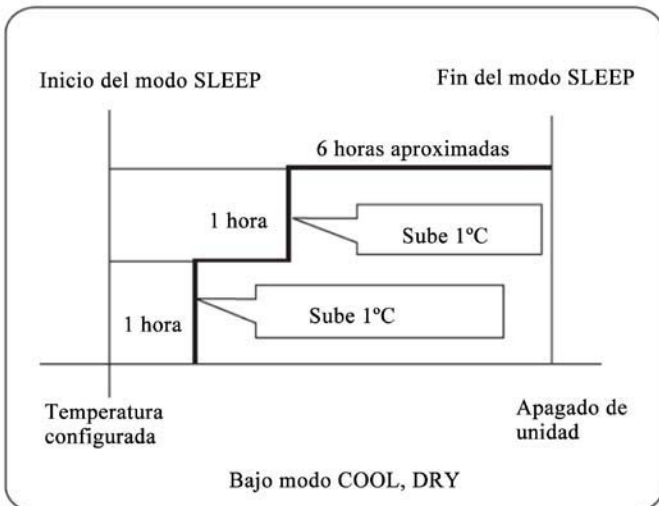 Inicio del modo SLEEP
Fin del modo SLEEP
6 horas aproximadas
1 hora
Sube 1ºC
1 hora
Sube 1ºC
Temperatura
configurada
Apagado de
unidad
Bajo modo COOL, DRY